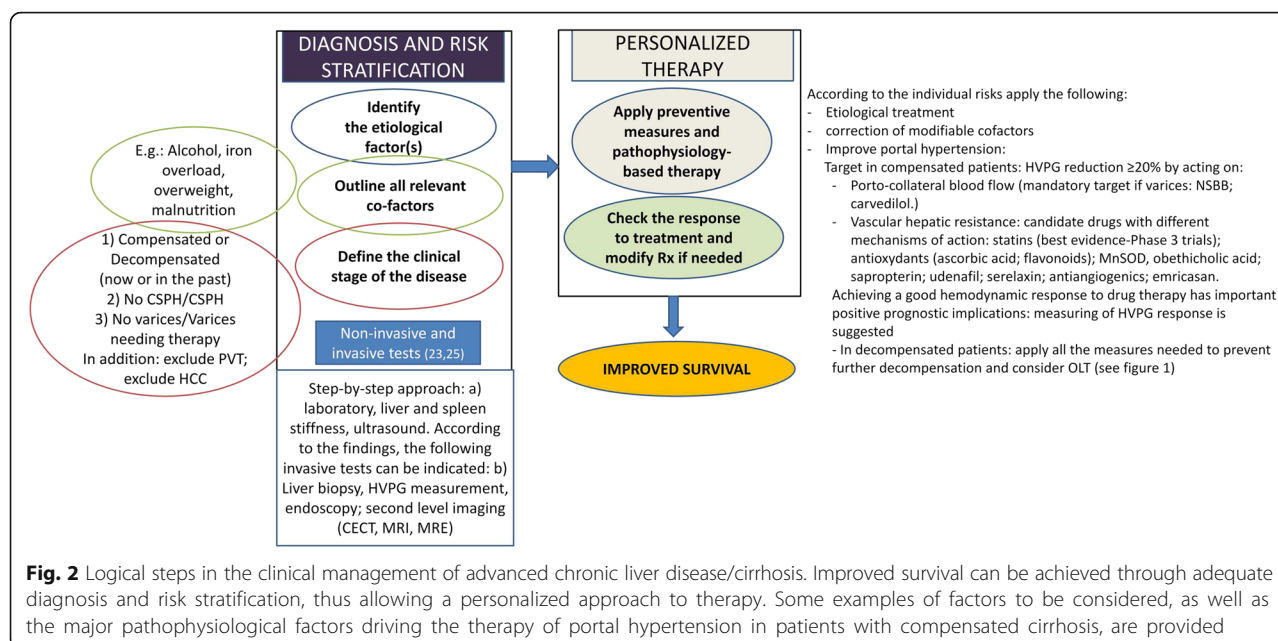 DIAGNOSIS AND RISK
STRATIFICATION
Identify
the etiological
factor(s)
E.g.: Alcohol, iron
overload,
overweight,
malnutrition
Outline all relevant
co-factors
1) Compensated or
Decompensated
(now or in the past)
2) No CSPH/CSPH
3) No varices/Varices
needing therapy
In addition: exclude PVT;
exclude HCC
Define the clinical
stage of the disease
Non-invasive and
invasive tests (23,25)
Step-by-step approach: a)
laboratory, liver and spleen
stiffness, ultrasound. According
to the findings, the following
invasive tests can be indicated: b)
Liver biopsy, HVPG measurement,
endoscopy; second level imaging
(CECT, MRI, MRE)
PERSONALIZED
THERAPY
Apply preventive
measures and
pathophysiology-
based therapy
Check the response
to treatment and
modify Rx if needed
IMPROVED SURVIVAL
According to the individual risks apply the following:
- Etiological treatment
- correction of modifiable cofactors
- Improve portal hypertension:
Target in compensated patients: HVPG reduction ≥20% by acting on:
- Porto-collateral blood flow (mandatory target if varices: NSBB;
carvedilol.)
- Vascular hepatic resistance: candidate drugs with different
mechanisms of action: statins (best evidence-Phase 3 trials);
antioxydants (ascorbic acid; flavonoids); MnSOD, obethicholic acid;
sapropterin; udenafil; serelaxin; antiangiogenics; emricasan.
Achieving a good hemodynamic response to drug therapy has important
positive prognostic implications: measuring of HVPG response is
suggested
- In decompensated patients: apply all the measures needed to prevent
further decompensation and consider OLT (see figure 1)
Fig. 2 Logical steps in the clinical management of advanced chronic liver disease/cirrhosis. Improved survival can be achieved through adequate
diagnosis and risk stratification, thus allowing a personalized approach to therapy. Some examples of factors to be considered, as well as
the major pathophysiological factors driving the therapy of portal hypertension in patients with compensated cirrhosis, are provided